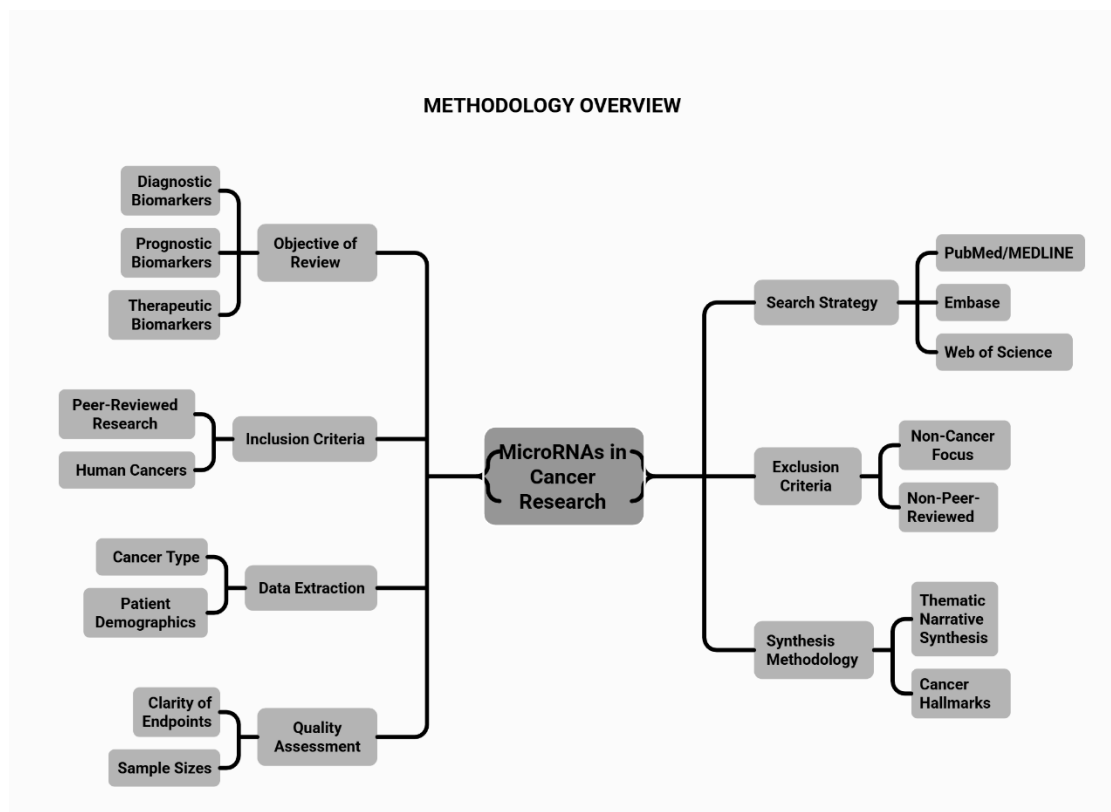 METHODOLOGY OVERVIEW
Diagnostic
Biomarkers
Prognostic
Biomarkers
Therapeutic
Biomarkers
Objective of
Review
Peer-Reviewed
Research
Human Cancers
Inclusion Criteria
Cancer Type
Patient
Demographics
Data Extraction
Clarity of
Endpoints
Sample Sizes
Quality
Assessment
MicroRNAs in
Cancer
Research
Search Strategy
PubMed/MEDLINE
Embase
Web of Science
Exclusion
Criteria
Non-Cancer
Focus
Non-Peer-
Reviewed
Synthesis
Methodology
Thematic
Narrative
Synthesis
Cancer
Hallmarks